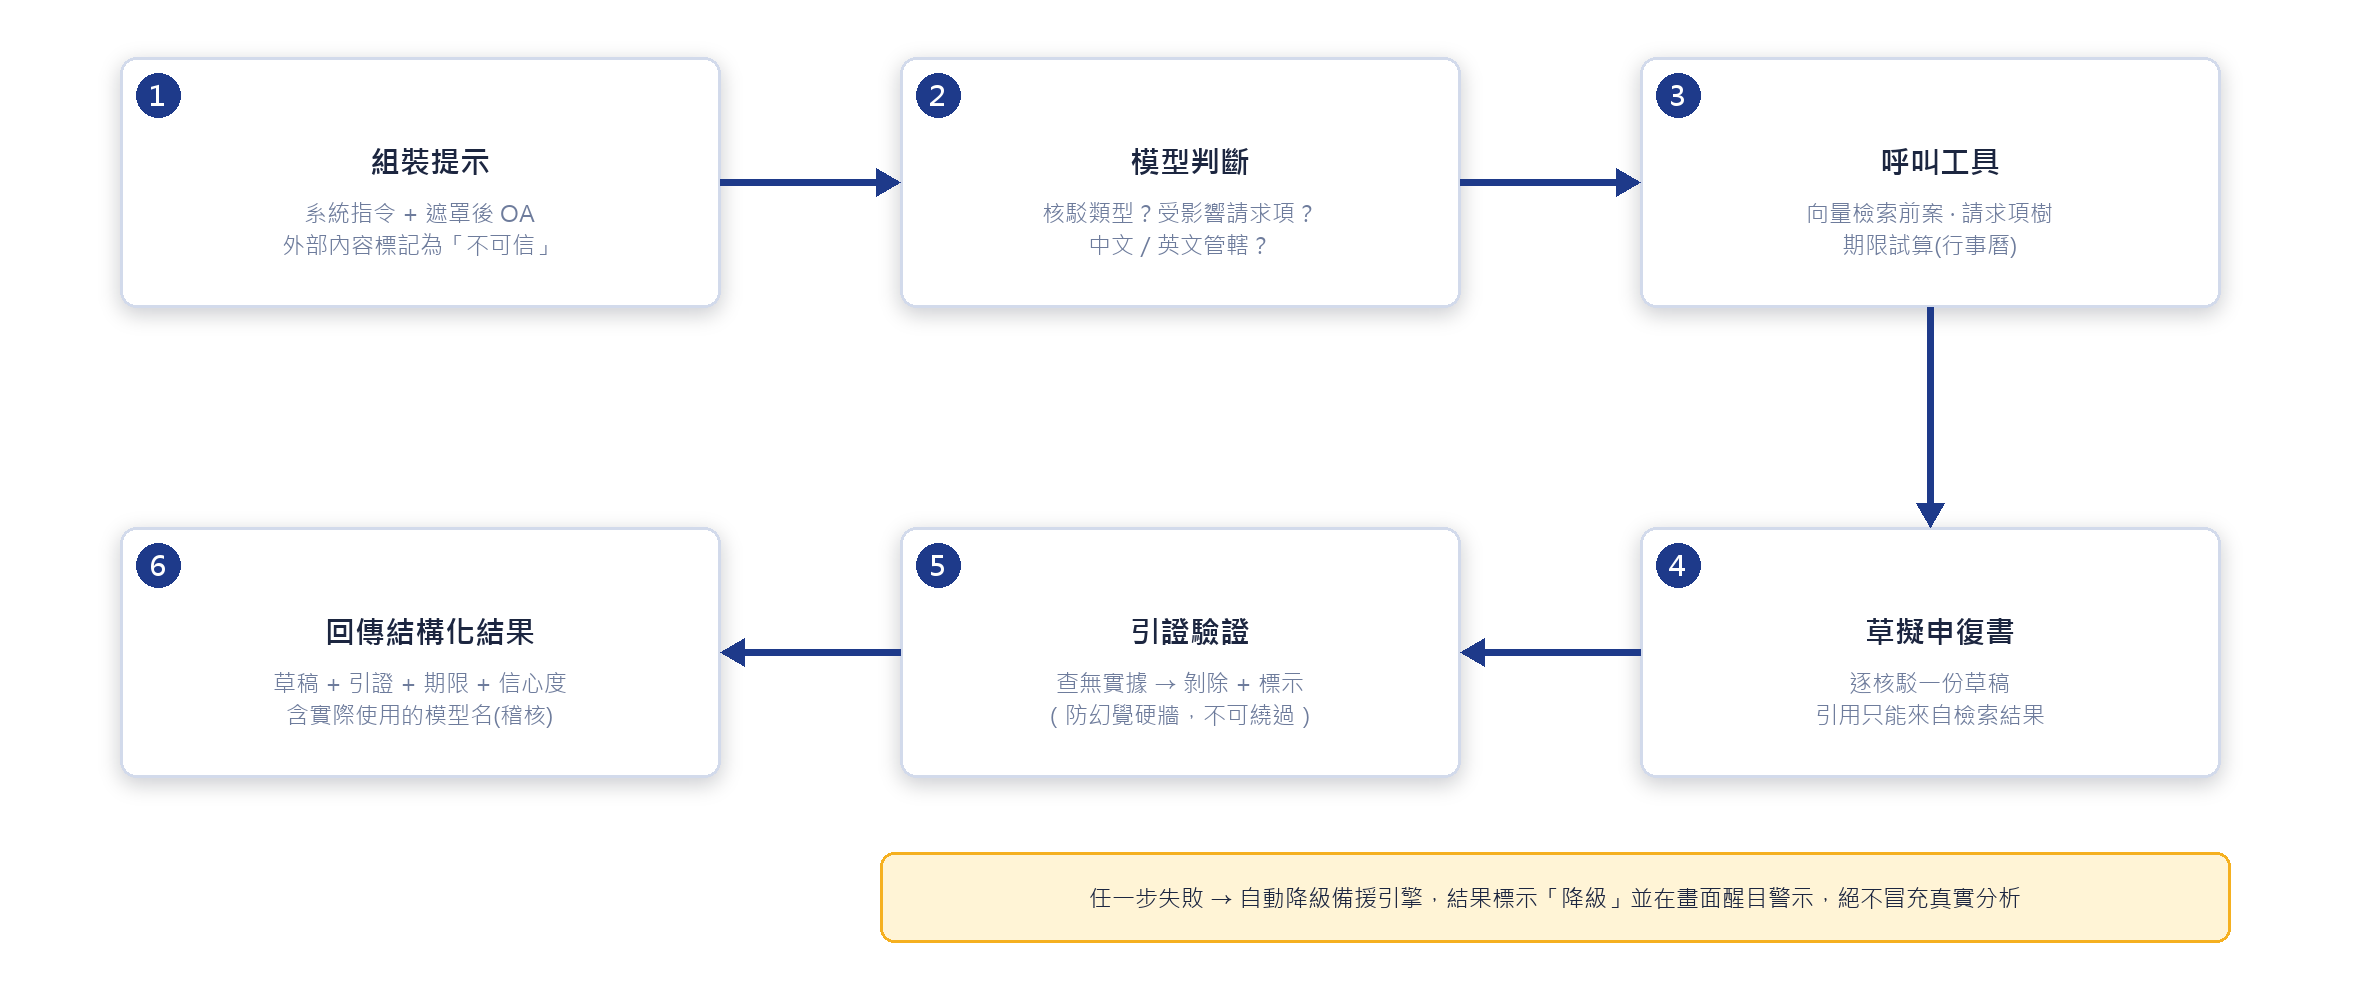 1
組裝提示
系統指令 + 遮罩後 OA
外部內容標記為「不可信」
2
模型判斷
核駁類型？受影響請求項？
中文 / 英文管轄？
3
呼叫工具
向量檢索前案 · 請求項樹
期限試算(行事曆)
4
草擬申復書
逐核駁一份草稿
引用只能來自檢索結果
5
引證驗證
查無實據 → 剝除 + 標示
( 防幻覺硬牆，不可繞過 )
6
回傳結構化結果
草稿 + 引證 + 期限 + 信心度
含實際使用的模型名(稽核)
任一步失敗 → 自動降級備援引擎，結果標示「降級」並在畫面醒目警示，絕不冒充真實分析